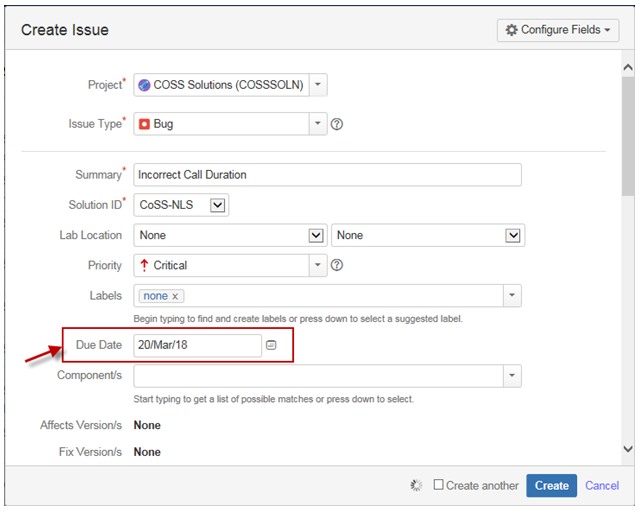 Create Issue
Configure Fields
Project* COSS Solutions (COSSSOLN)
Issue Type* Bug
Summary* Incorrect Call Duration
Solution ID* CoSS-NLS
Lab Location None None
Priority Critical
Labels none x
Begin typing to find and create labels or press down to select a suggested label.
Due Date 20/Mar/18
Component/s
Start typing to get a list of possible matches or press down to select.
Affects Version/s None
Fix Version/s None
Create another Create Cancel